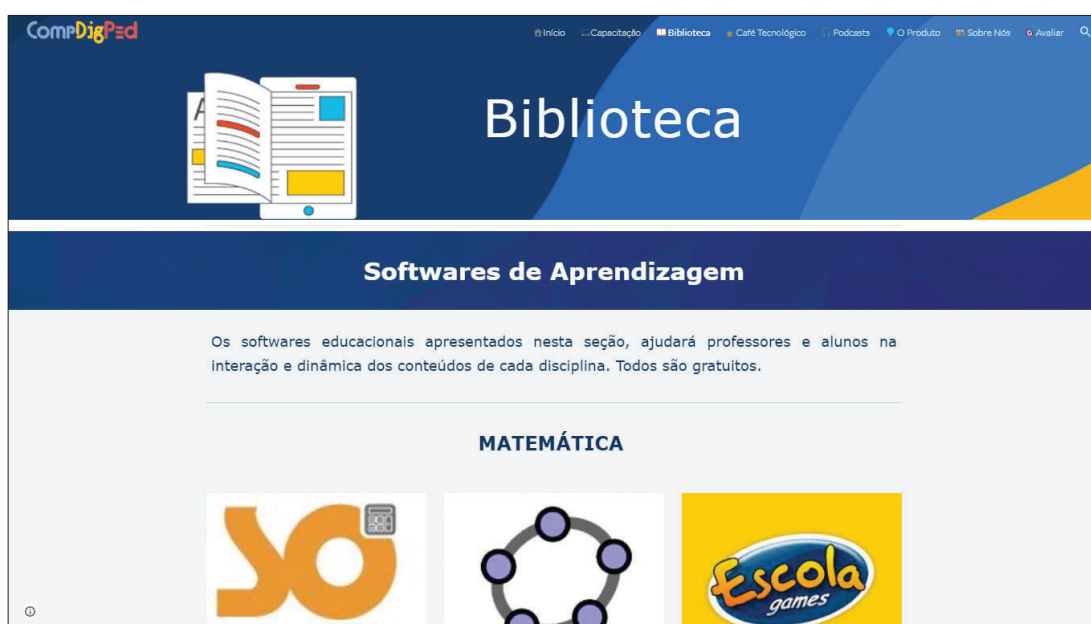 CompDigPed
Início Capacitação Biblioteca Café Tecnológico Podcasts O Produto Sobre Nós Avaliar
A
Biblioteca
Softwares de Aprendizagem
Os softwares educacionais apresentados nesta seção, ajudará professores e alunos na
interação e dinâmica dos conteúdos de cada disciplina. Todos são gratuitos.
MATEMÁTICA
SO
Escola
games